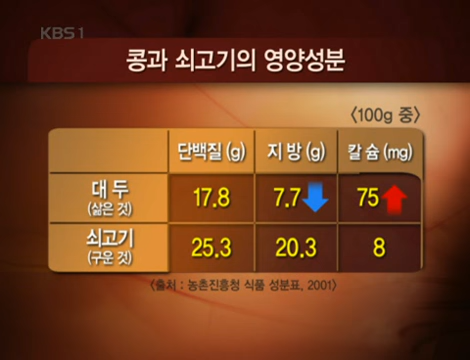 KBS1
콩과 쇠고기의 영양성분
〈100g 중〉
단백질(g) 지방(g) 칼슘(mg)
대두 17.8 7.7 75
(삶은 것)
쇠고기 25.3 20.3 8
(구운 것)
〈출처 : 농촌진흥청 식품 성분표, 2001〉